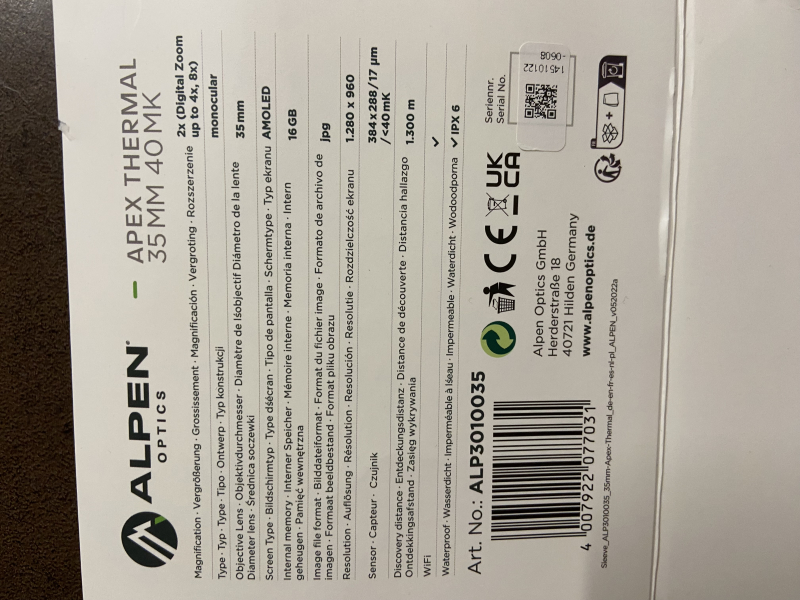 ALPEN®
OPTICS
APEX THERMAL
35MM 40 MK
Magnification · Vergrößerung · Grossissement · Magnificación · Vergroting · Rozszerzenie
2x (Digital Zoom
up to 4x, 8x)
Type · Typ · Type · Tipo · Ontwerp · Typ konstrukcji
monocular
Objective Lens · Objektivdurchmesser · Diamètre de lśobjectif Diámetro de la lente
Diameter lens · Średnica soczewki
35 mm
Screen Type · Bildschirmtyp · Type dśécran · Tipo de pantalla · Schermtype · Typ ekranu
AMOLED
Internal memory · Interner Speicher · Mémoire interne · Memoria interna · Intern
geheugen · Pamięć wewnętrzna
16 GB
Image file format · Bilddateiformat · Format du fichier image · Formato de archivo de
imagen · Formaat beeldbestand · Format pliku obrazu
jpg
Resolution · Auflösung · Résolution · Resolución · Resolutie · Rozdzielczość ekranu
1.280 x 960
Sensor · Capteur · Czujnik
384 x 288 / 17 µm
/ <40 mK
Discovery distance · Entdeckungsdistanz · Distance de découverte · Distancia hallazgo
Ontdekkingsafstand · Zasięg wykrywania
1.300 m
WiFi
✓
Waterproof · Wasserdicht · Imperméable à lśeau · Impermeable · Waterdicht · Wodoodporna
✓ IPX 6
Art. No.: ALP3010035
4 007922 077031
Sleeve_ALP3010035_35mm-Apex-Thermal_de-en-fr-es-nl-pl_ALPEN_v052022a
CE
UK
CA
Alpen Optics GmbH
Herderstraße 18
40721 Hilden Germany
www.alpenoptics.de
Seriennr.
Serial No.
14510122
-0608